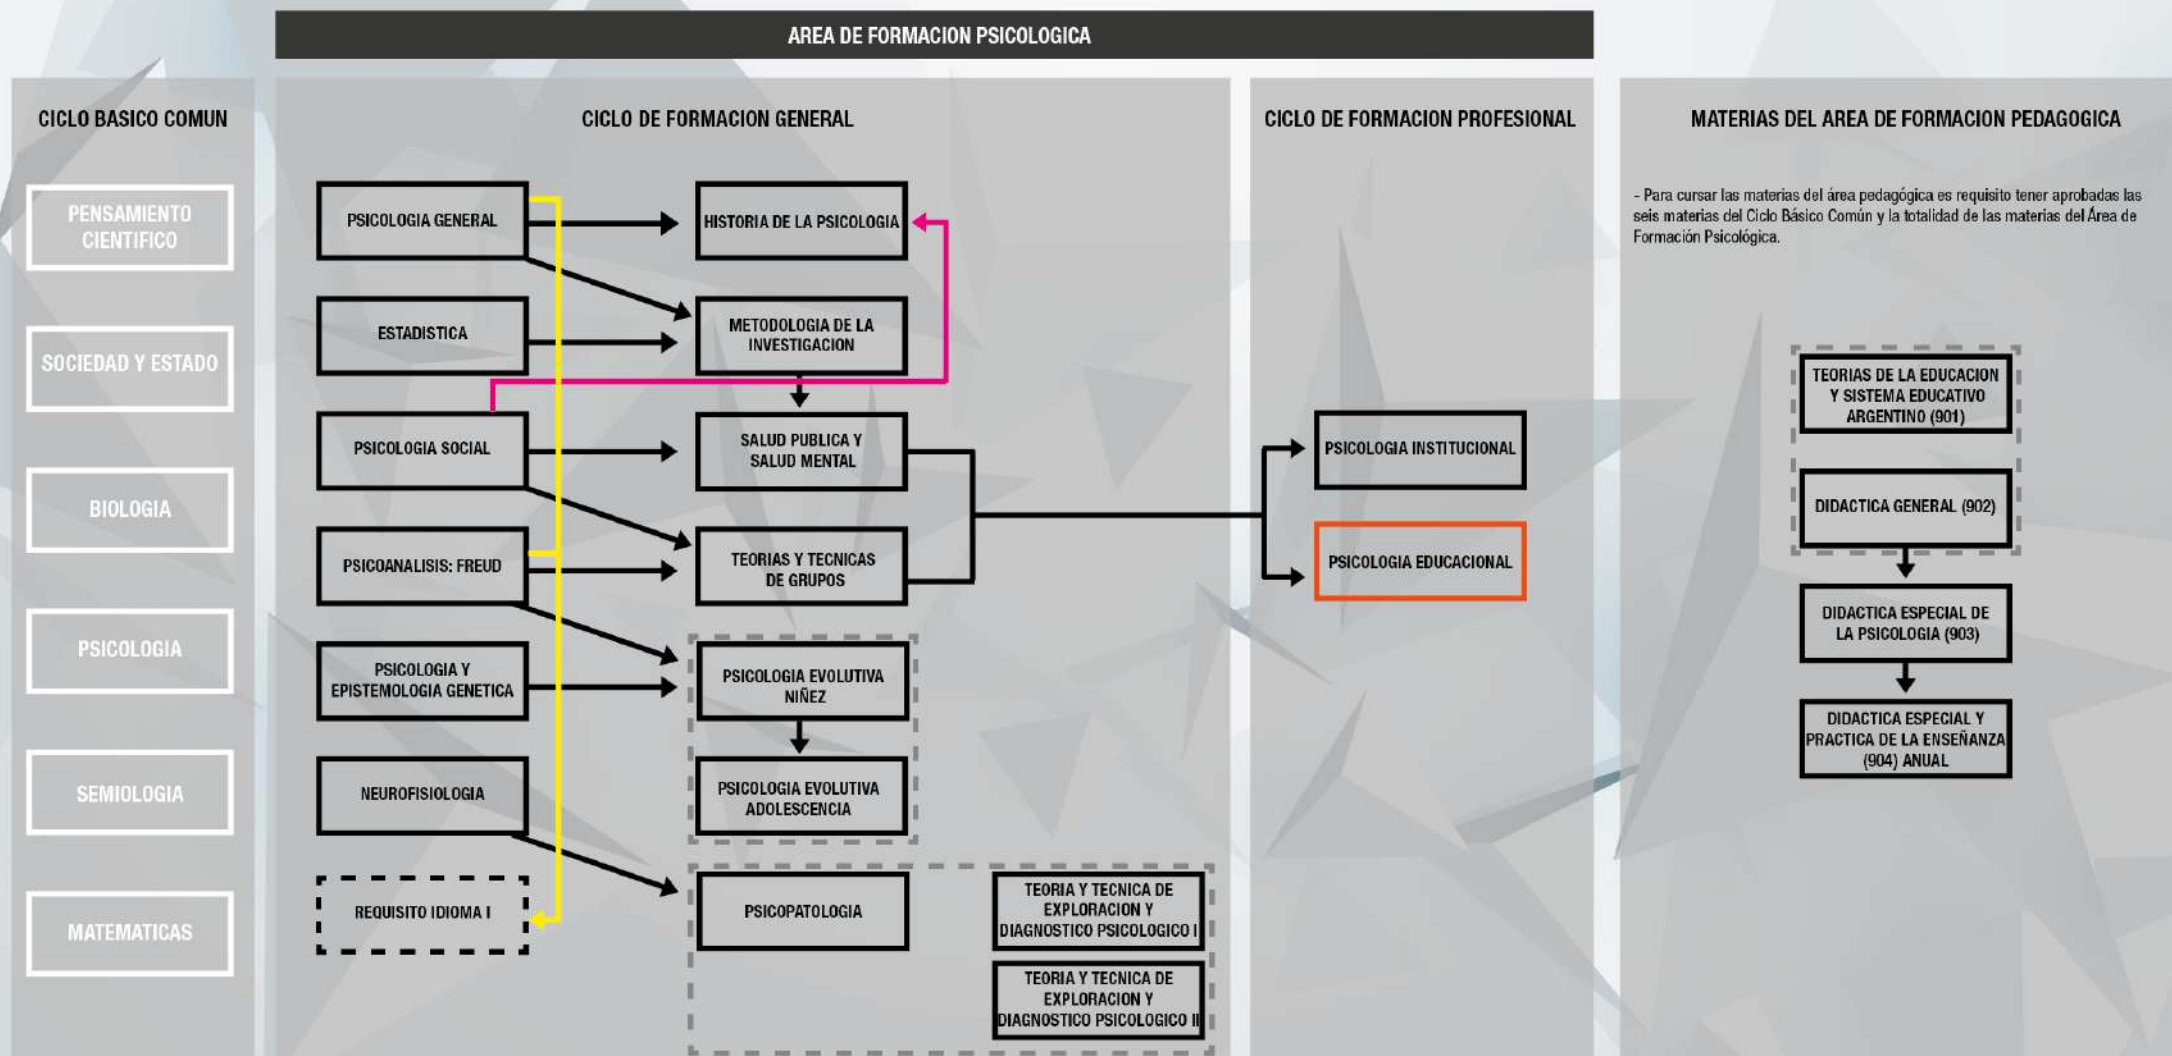 AREA DE FORMACION PSICOLOGICA
CICLO BASICO COMUN
PENSAMIENTO
CIENTIFICO
SOCIEDAD Y ESTADO
BIOLOGIA
PSICOLOGIA
SEMIOLOGIA
MATEMATICAS
CICLO DE FORMACION GENERAL
PSICOLOGIA GENERAL
ESTADISTICA
PSICOLOGIA SOCIAL
PSICOANALISIS: FREUD
PSICOLOGIA Y
EPISTEMOLOGIA GENETICA
NEUROFISIOLOGIA
REQUISITO IDIOMA I
HISTORIA DE LA PSICOLOGIA
METODOLOGIA DE LA
INVESTIGACION
SALUD PUBLICA Y
SALUD MENTAL
TEORIAS Y TECNICAS
DE GRUPOS
PSICOLOGIA EVOLUTIVA
NIÑEZ
PSICOLOGIA EVOLUTIVA
ADOLESCENCIA
PSICOPATOLOGIA
TEORIA Y TECNICA DE
EXPLORACION Y
DIAGNOSTICO PSICOLOGICO I
TEORIA Y TECNICA DE
EXPLORACION Y
DIAGNOSTICO PSICOLOGICO II
CICLO DE FORMACION PROFESIONAL
PSICOLOGIA INSTITUCIONAL
PSICOLOGIA EDUCACIONAL
MATERIAS DEL AREA DE FORMACION PEDAGOGICA
- Para cursar las materias del área pedagógica es requisito tener aprobadas las
seis materias del Ciclo Básico Común y la totalidad de las materias del Área de
Formación Psicológica.
TEORIAS DE LA EDUCACION
Y SISTEMA EDUCATIVO
ARGENTINO (901)
DIDACTICA GENERAL (902)
DIDACTICA ESPECIAL DE
LA PSICOLOGIA (903)
DIDACTICA ESPECIAL Y
PRACTICA DE LA ENSEÑANZA
(904) ANUAL